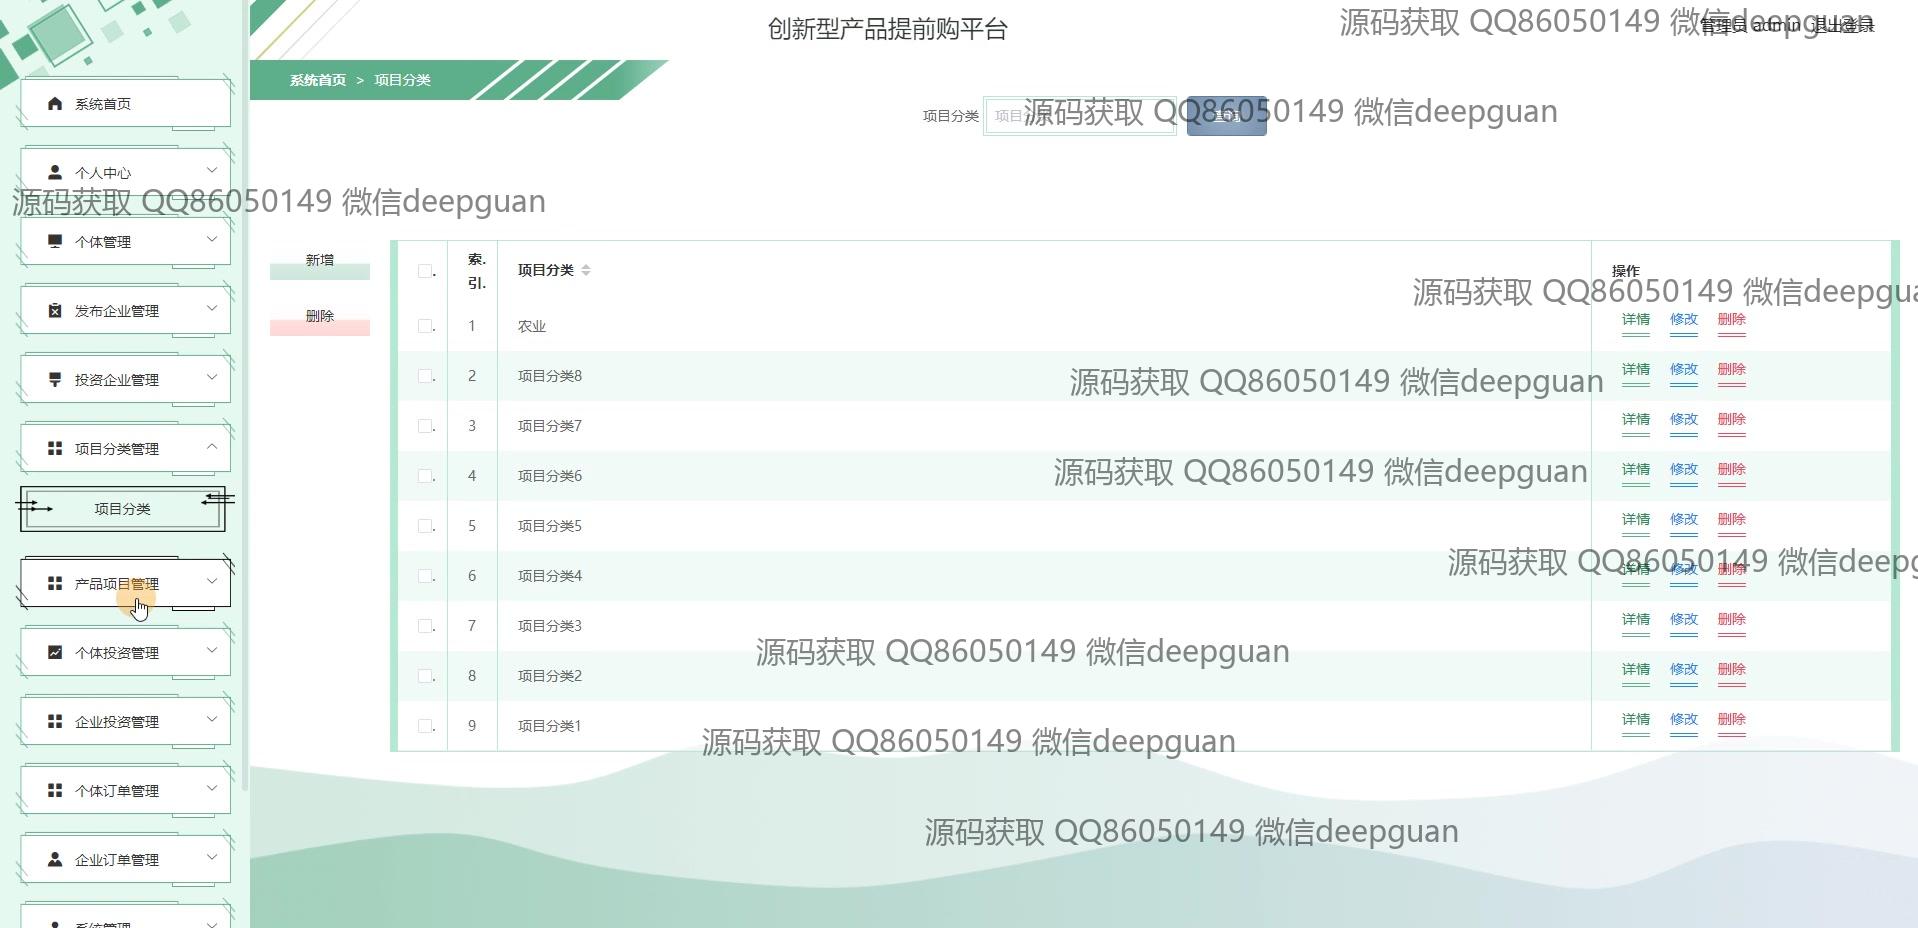 创新型产品提前购平台
源码获取 QQ86050149 微信deepguan
管理员 admin 退出登录
系统首页 > 项目分类
系统首页
项目分类
源码获取 QQ86050149 微信deepguan
查询
个人中心
源码获取 QQ86050149 微信deepguan
个体管理
发布企业管理
投资企业管理
项目分类管理
项目分类
产品项目管理
个体投资管理
企业投资管理
个体订单管理
企业订单管理
系统管理
新增
删除
索. 引. 项目分类 操作
源码获取 QQ86050149 微信deepgua
1 农业 详情 修改 删除
2 项目分类8 详情 修改 删除
源码获取 QQ86050149 微信deepguan
3 项目分类7 详情 修改 删除
4 项目分类6 详情 修改 删除
源码获取 QQ86050149 微信deepguan
5 项目分类5 详情 修改 删除
6 项目分类4 详情 修改 删除
源码获取 QQ86050149 微信deepg
7 项目分类3 详情 修改 删除
源码获取 QQ86050149 微信deepguan
8 项目分类2 详情 修改 删除
9 项目分类1 详情 修改 删除
源码获取 QQ86050149 微信deepguan
源码获取 QQ86050149 微信deepguan